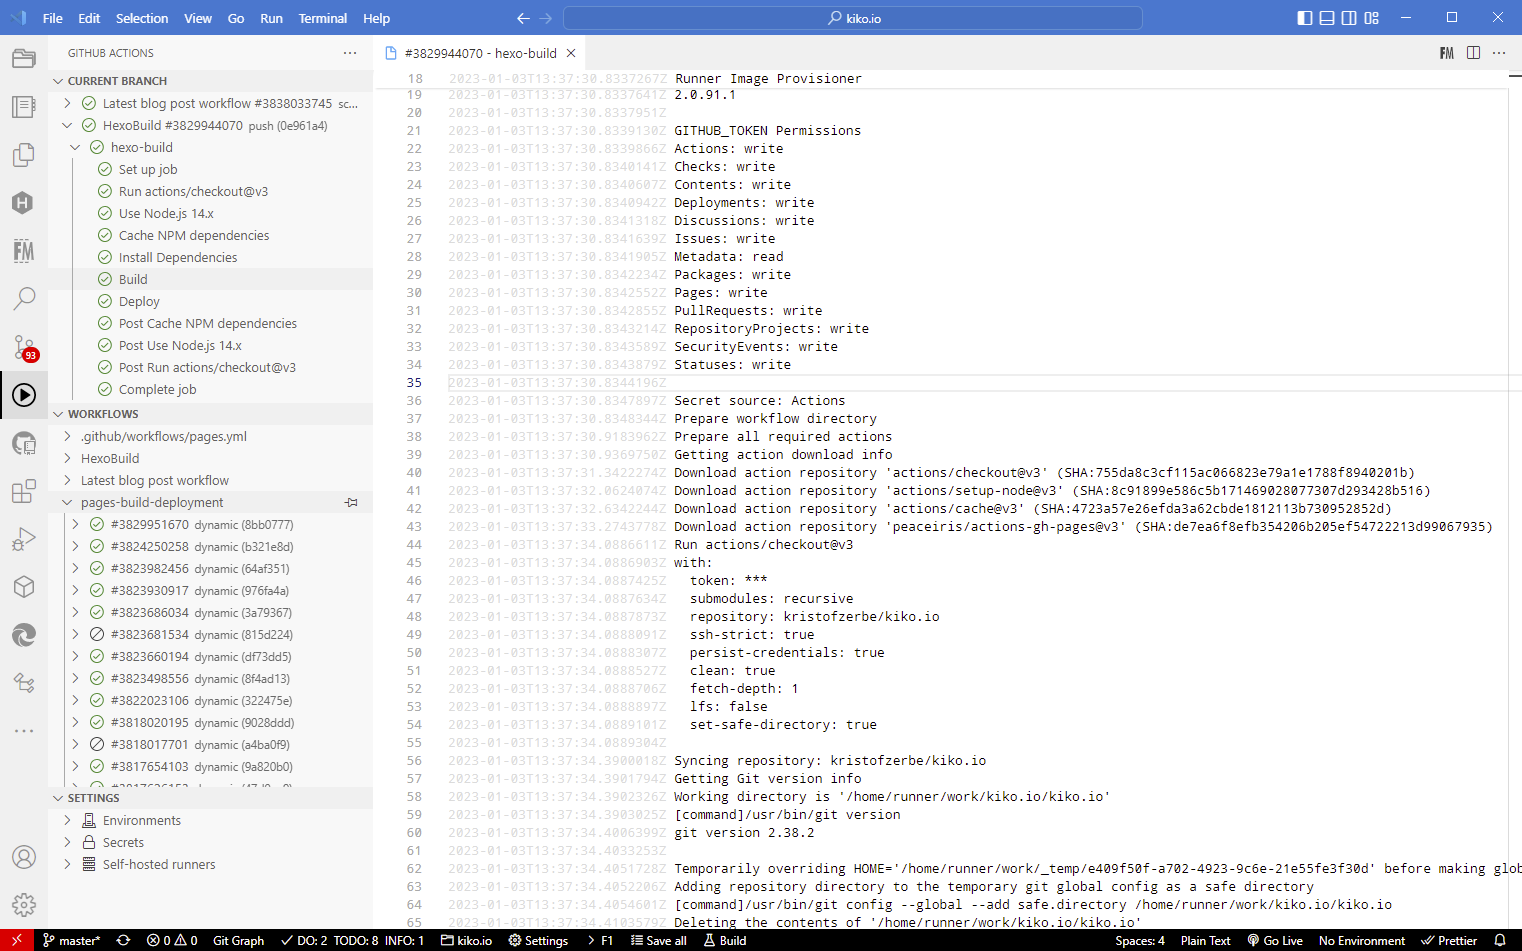 File Edit Selection View Go Run Terminal Help
kiko.io
GITHUB ACTIONS
CURRENT BRANCH
Latest blog post workflow #3838033745 sc...
HexoBuild #3829944070 push (0e961a4)
hexo-build
Set up job
Run actions/checkout@v3
Use Node.js 14.x
Cache NPM dependencies
Install Dependencies
Build
Deploy
Post Cache NPM dependencies
Post Use Node.js 14.x
Post Run actions/checkout@v3
Complete job
WORKFLOWS
.github/workflows/pages.yml
HexoBuild
Latest blog post workflow
pages-build-deployment
#3829951670 dynamic (8bb0777)
#3824250258 dynamic (b321e8d)
#3823982456 dynamic (64af351)
#3823930917 dynamic (976fa4a)
#3823686034 dynamic (3a79367)
#3823681534 dynamic (815d224)
#3823660194 dynamic (df73dd5)
#3823498556 dynamic (8f4ad13)
#3822023106 dynamic (322475e)
#3818020195 dynamic (9028ddd)
#3818017701 dynamic (a4ba0f9)
#3817654103 dynamic (9a820b0)
SETTINGS
Environments
Secrets
Self-hosted runners
FM
93
#3829944070 - hexo-build
FM
18 2023-01-03T13:37:30.8337267Z Runner Image Provisioner
19 2023-01-03T13:37:30.8337641Z 2.0.91.1
20 2023-01-03T13:37:30.8337951Z
21 2023-01-03T13:37:30.8339130Z GITHUB_TOKEN Permissions
22 2023-01-03T13:37:30.8339866Z Actions: write
23 2023-01-03T13:37:30.8340141Z Checks: write
24 2023-01-03T13:37:30.8340607Z Contents: write
25 2023-01-03T13:37:30.8340942Z Deployments: write
26 2023-01-03T13:37:30.8341318Z Discussions: write
27 2023-01-03T13:37:30.8341639Z Issues: write
28 2023-01-03T13:37:30.8341905Z Metadata: read
29 2023-01-03T13:37:30.8342234Z Packages: write
30 2023-01-03T13:37:30.8342552Z Pages: write
31 2023-01-03T13:37:30.8342855Z PullRequests: write
32 2023-01-03T13:37:30.8343214Z RepositoryProjects: write
33 2023-01-03T13:37:30.8343589Z SecurityEvents: write
34 2023-01-03T13:37:30.8343879Z Statuses: write
35 2023-01-03T13:37:30.8344196Z
36 2023-01-03T13:37:30.8347897Z Secret source: Actions
37 2023-01-03T13:37:30.8348344Z Prepare workflow directory
38 2023-01-03T13:37:30.9183962Z Prepare all required actions
39 2023-01-03T13:37:30.9369750Z Getting action download info
40 2023-01-03T13:37:31.3422274Z Download action repository 'actions/checkout@v3' (SHA:755da8c3cf115ac066823e79a1e1788f8940201b)
41 2023-01-03T13:37:32.0624074Z Download action repository 'actions/setup-node@v3' (SHA:8c91899e586c5b171469028077307d293428b516)
42 2023-01-03T13:37:32.5342244Z Download action repository 'actions/cache@v3' (SHA:4723a57e26efda3a62cbde1812113b730952852d)
43 2023-01-03T13:37:33.2743778Z Download action repository 'peaceiris/actions-gh-pages@v3' (SHA:de7ea6f8efb354206b205ef54722213d99067935)
44 2023-01-03T13:37:34.0886611Z Run actions/checkout@v3
45 2023-01-03T13:37:34.0886903Z with:
46 2023-01-03T13:37:34.0887425Z token: ***
47 2023-01-03T13:37:34.0887634Z submodules: recursive
48 2023-01-03T13:37:34.0887873Z repository: kristofzerbe/kiko.io
49 2023-01-03T13:37:34.0888091Z ssh-strict: true
50 2023-01-03T13:37:34.0888307Z persist-credentials: true
51 2023-01-03T13:37:34.0888527Z clean: true
52 2023-01-03T13:37:34.0888706Z fetch-depth: 1
53 2023-01-03T13:37:34.0888897Z lfs: false
54 2023-01-03T13:37:34.0889101Z set-safe-directory: true
55 2023-01-03T13:37:34.0889304Z
56 2023-01-03T13:37:34.3900018Z Syncing repository: kristofzerbe/kiko.io
57 2023-01-03T13:37:34.3901794Z Getting Git version info
58 2023-01-03T13:37:34.3902326Z Working directory is '/home/runner/work/kiko.io/kiko.io'
59 2023-01-03T13:37:34.3903025Z [command]/usr/bin/git version
60 2023-01-03T13:37:34.4006399Z git version 2.38.2
61 2023-01-03T13:37:34.4033253Z
62 2023-01-03T13:37:34.4051728Z Temporarily overriding HOME='/home/runner/work/_temp/e409f50f-a702-4923-9c6e-21e55fe3f30d' before making glob
63 2023-01-03T13:37:34.4052206Z Adding repository directory to the temporary git global config as a safe directory
64 2023-01-03T13:37:34.4054601Z [command]/usr/bin/git config --global --add safe.directory /home/runner/work/kiko.io/kiko.io
65 2023-01-03T13:37:34.4103579Z Deleting the contents of '/home/runner/work/kiko.io/kiko.io'
master* 0 0 Git Graph DO: 2 TODO: 8 INFO: 1 kiko.io Settings F1 Save all Build Spaces: 4 Plain Text Go Live No Environment Prettier